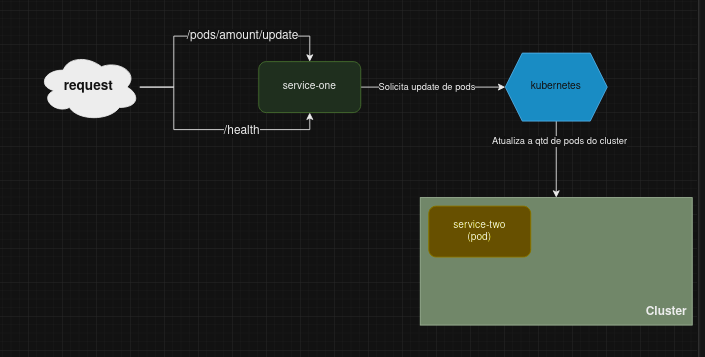 /pods/amount/update
request
service-one
Solicita update de pods
kubernetes
/health
Atualiza a qtd de pods do cluster
service-two
(pod)
Cluster